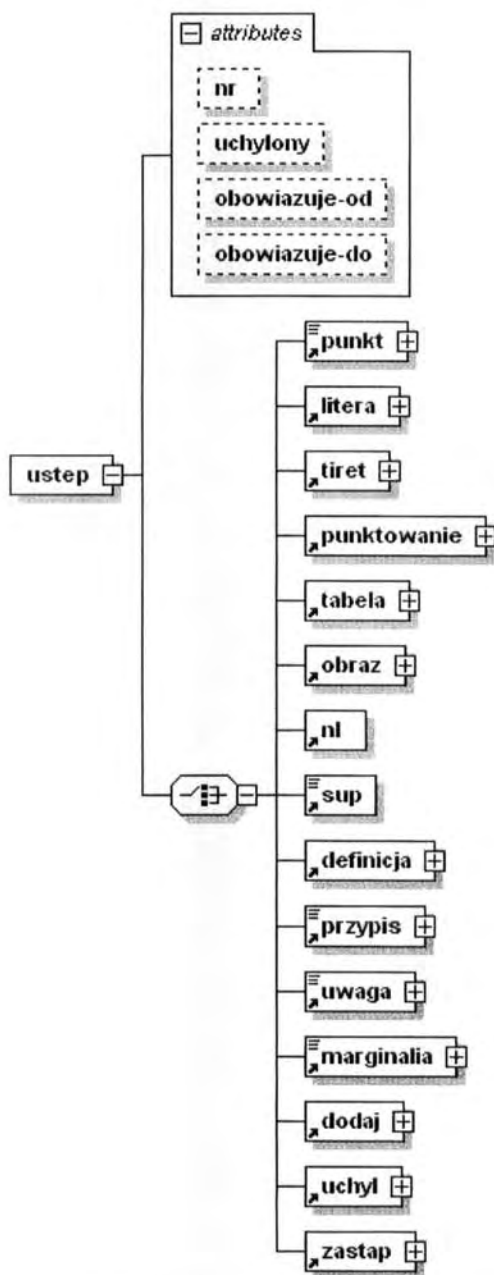 attributes
nr
uchylony
obowiazuje-od
obowiazuje-do
punkt
litera
tiret
ustep
punktowanie
tabela
obraz
nl
sup
definicja
przypis
uwaga
marginalia
dodaj
uchyl
zastap